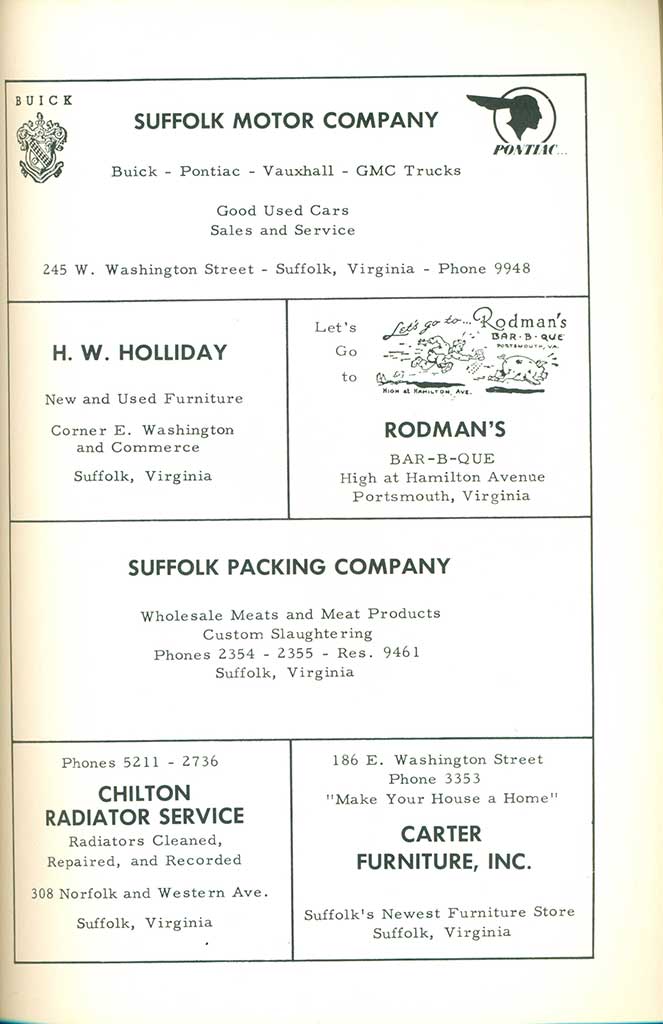 BUICK
SUFFOLK MOTOR COMPANY
PONTIAC...
Buick - Pontiac - Vauxhall - GMC Trucks
Good Used Cars
Sales and Service
245 W. Washington Street - Suffolk, Virginia - Phone 9948
H. W. HOLLIDAY
New and Used Furniture
Corner E. Washington
and Commerce
Suffolk, Virginia
Let's
Go
to
Let's go to... Rodman's
BAR-B-QUE
PORTSMOUTH, VA.
HIGH at HAMILTON AVE.
RODMAN'S
BAR-B-QUE
High at Hamilton Avenue
Portsmouth, Virginia
SUFFOLK PACKING COMPANY
Wholesale Meats and Meat Products
Custom Slaughtering
Phones 2354 - 2355 - Res. 9461
Suffolk, Virginia
Phones 5211 - 2736
CHILTON
RADIATOR SERVICE
Radiators Cleaned,
Repaired, and Recorded
308 Norfolk and Western Ave.
Suffolk, Virginia
186 E. Washington Street
Phone 3353
"Make Your House a Home"
CARTER
FURNITURE, INC.
Suffolk's Newest Furniture Store
Suffolk, Virginia